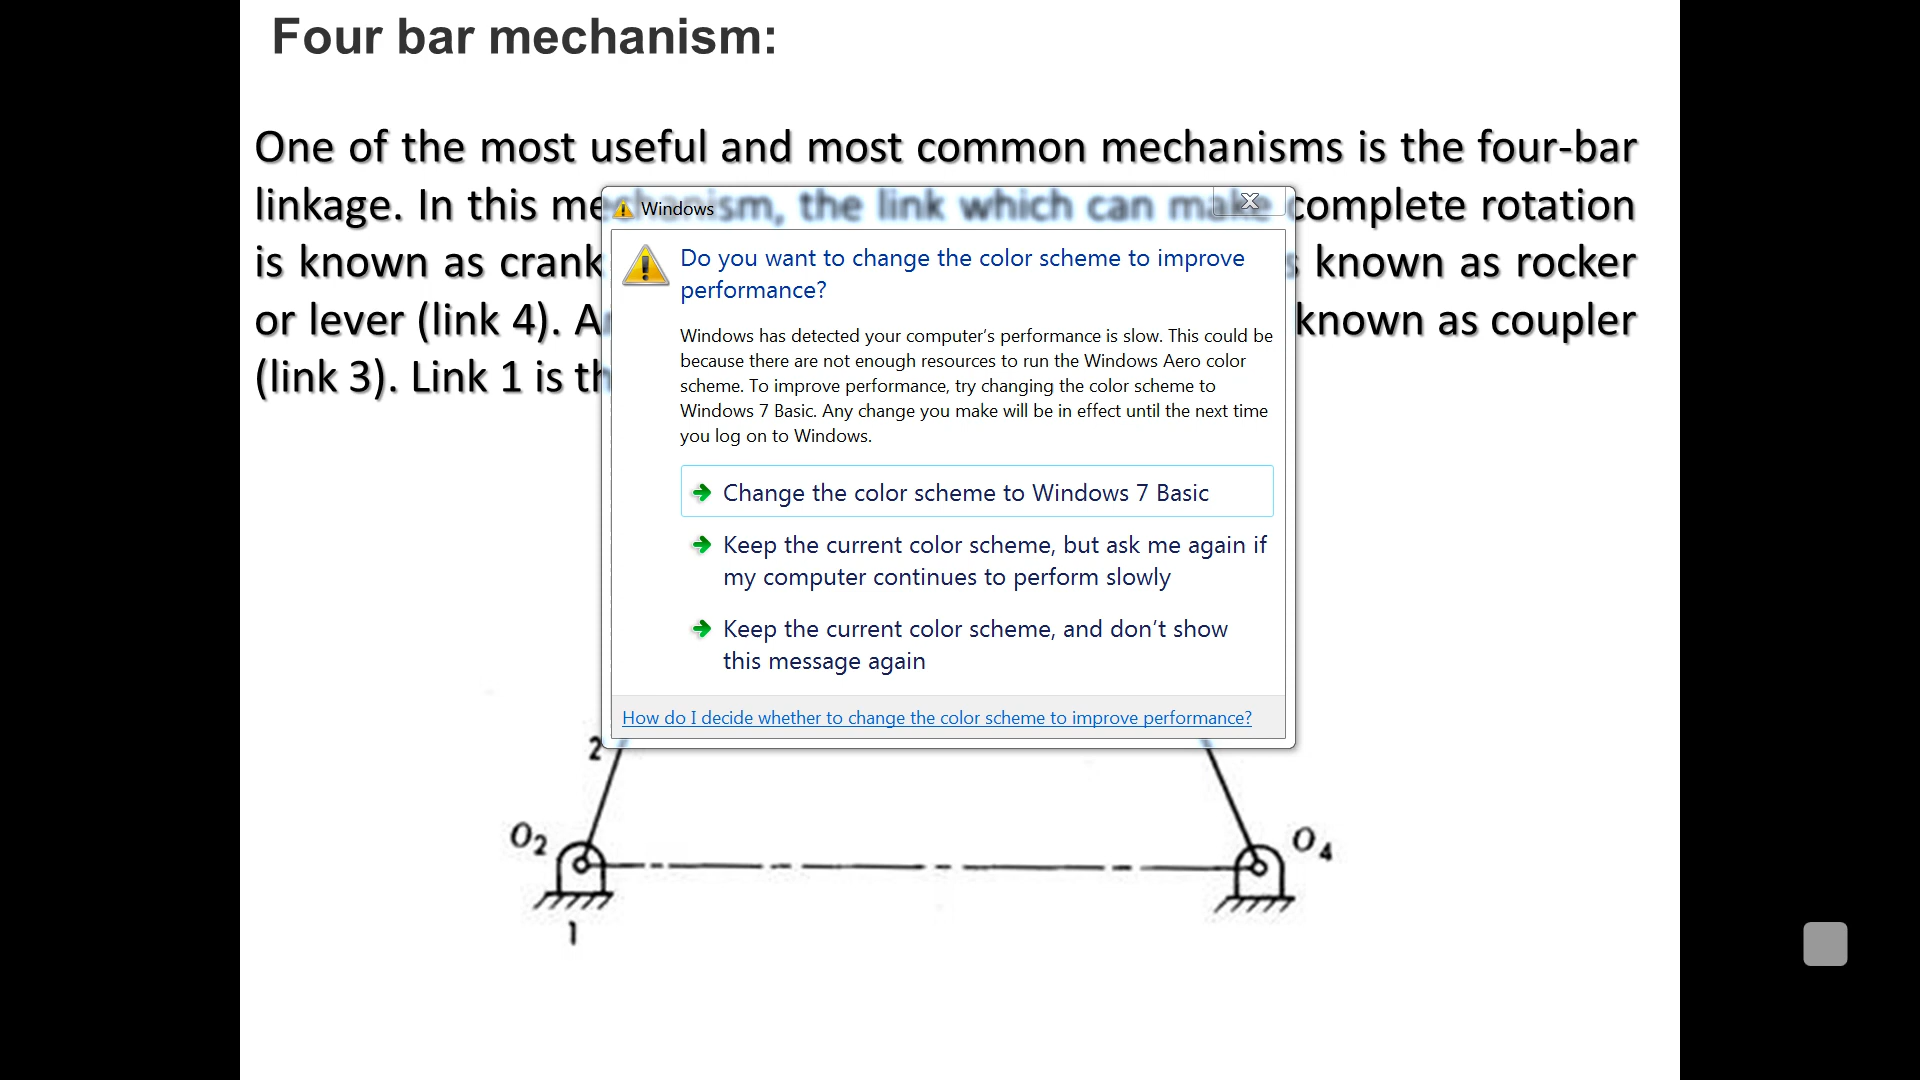 Four bar mechanism:
One of the most useful and most common mechanisms is the four-bar
linkage. In this mechanism, the link which can make complete rotation
is known as crank known as rocker
or lever (link 4). known as coupler
(link 3). Link 1 is
Windows
Do you want to change the color scheme to improve
performance?
Windows has detected your computer's performance is slow. This could be
because there are not enough resources to run the Windows Aero color
scheme. To improve performance, try changing the color scheme to
Windows 7 Basic. Any change you make will be in effect until the next time
you log on to Windows.
Change the color scheme to Windows 7 Basic
Keep the current color scheme, but ask me again if
my computer continues to perform slowly
Keep the current color scheme, and don't show
this message again
How do I decide whether to change the color scheme to improve performance?
2
O2
O4
1